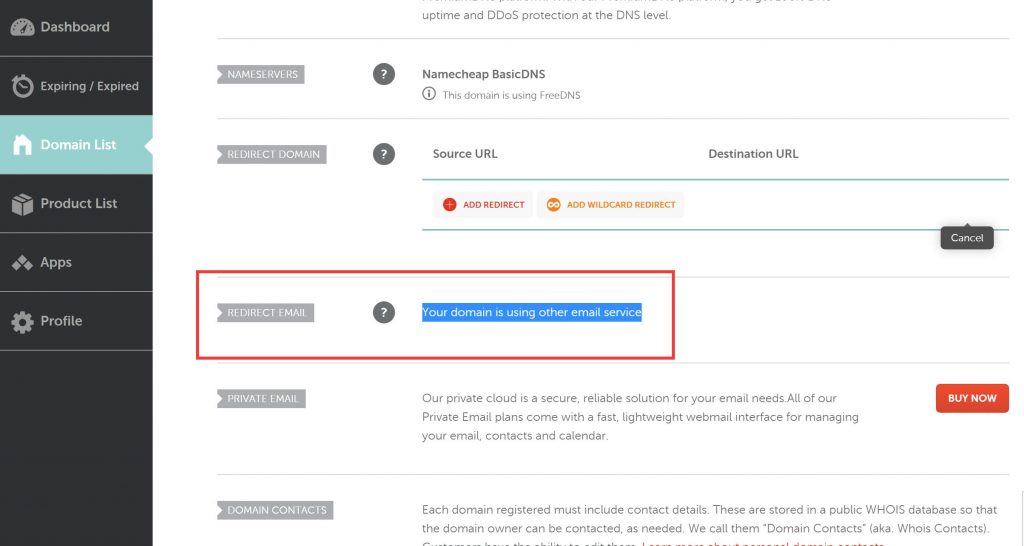 Dashboard
Expiring / Expired
Domain List
Product List
Apps
Profile
uptime and DDoS protection at the DNS level.
NAMESERVERS
?
Namecheap BasicDNS
This domain is using FreeDNS
REDIRECT DOMAIN
?
Source URL
Destination URL
ADD REDIRECT
ADD WILDCARD REDIRECT
Cancel
REDIRECT EMAIL
?
Your domain is using other email service
PRIVATE EMAIL
Our private cloud is a secure, reliable solution for your email needs.All of our
Private Email plans come with a fast, lightweight webmail interface for managing
your email, contacts and calendar.
BUY NOW
DOMAIN CONTACTS
Each domain registered must include contact details. These are stored in a public WHOIS database so that
the domain owner can be contacted, as needed. We call them "Domain Contacts" (aka. Whois Contacts).